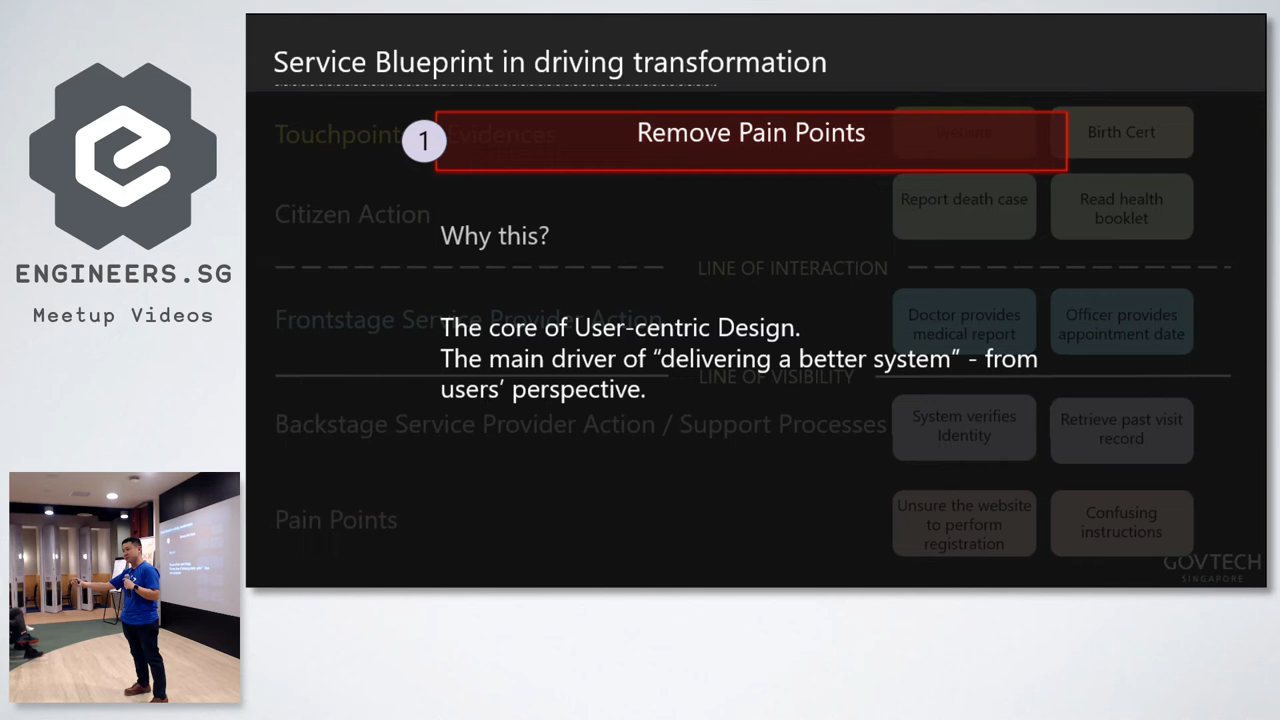 ENGINEERS.SG
Meetup Videos
Service Blueprint in driving transformation
Touchpoint Evidences
1
Remove Pain Points
Website
Birth Cert
Citizen Action
Report death case
Read health
booklet
Why this?
LINE OF INTERACTION
Frontstage Service Provider Action
Doctor provides
medical report
Officer provides
appointment date
The core of User-centric Design.
The main driver of “delivering a better system” - from
users’ perspective.
LINE OF VISIBILITY
Backstage Service Provider Action / Support Processes
System verifies
Identity
Retrieve past visit
record
Pain Points
Unsure the website
to perform
registration
Confusing
instructions
GOVTECH
SINGAPORE